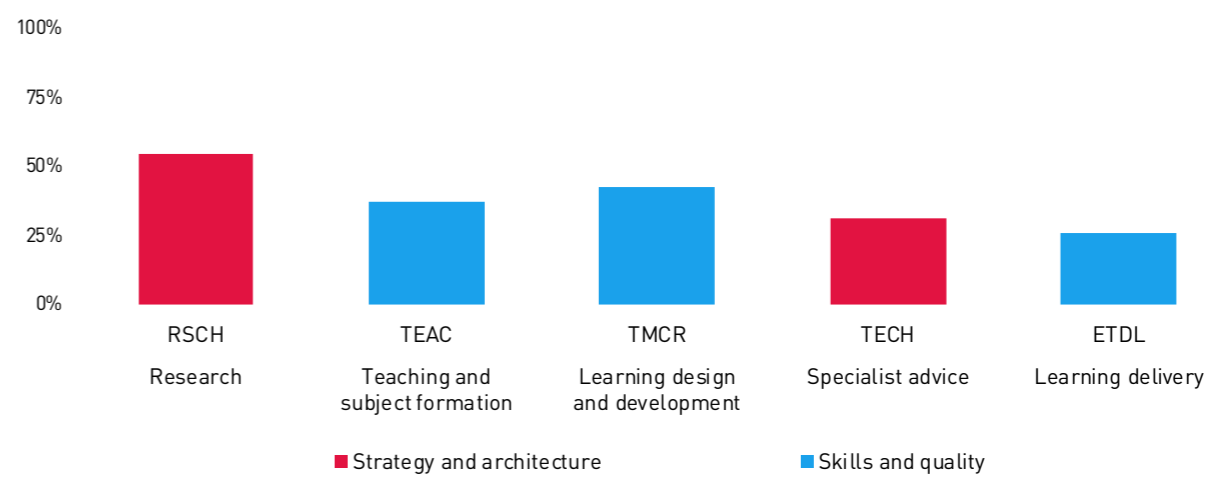 100%
75%
50%
25%
0%
RSCH TEAC TMCR TECH ETDL
Research Teaching and Learning design Specialist advice Learning delivery
subject formation and development
Strategy and architecture Skills and quality